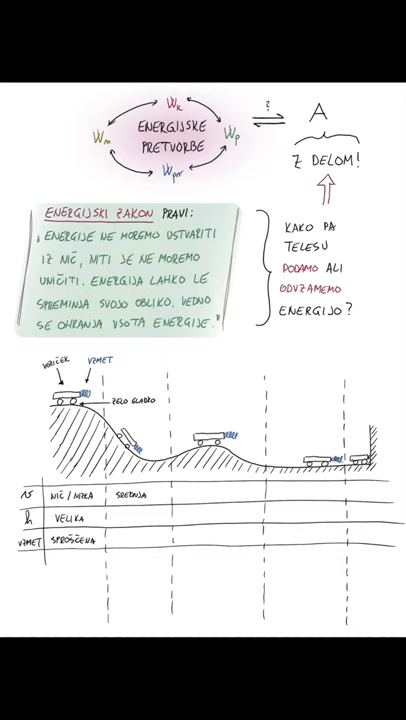 Wk
?
A
ENERGIJSKE
PRETVORBE
Wm
Wp
Wpr
Z DELOM!
ENERGIJSKI ZAKON PRAVI:
„ENERGIJE NE MOREMO USTVARITI
IZ NIČ, NITI JE NE MOREMO
UNIČITI. ENERGIJA LAHKO LE
SPREMINJA SVOJO OBLIKO. VEDNO
SE OHRANJA VSOTA ENERGIJE."
KAKO PA
TELESU
DODAMO ALI
ODVZAMEMO
ENERGIJO?
VOZIČEK VZMET
ZELO GLADKO
v NIČ/NIZKA SREDNJA
h VELIKA
VZMET SPROŠČENA